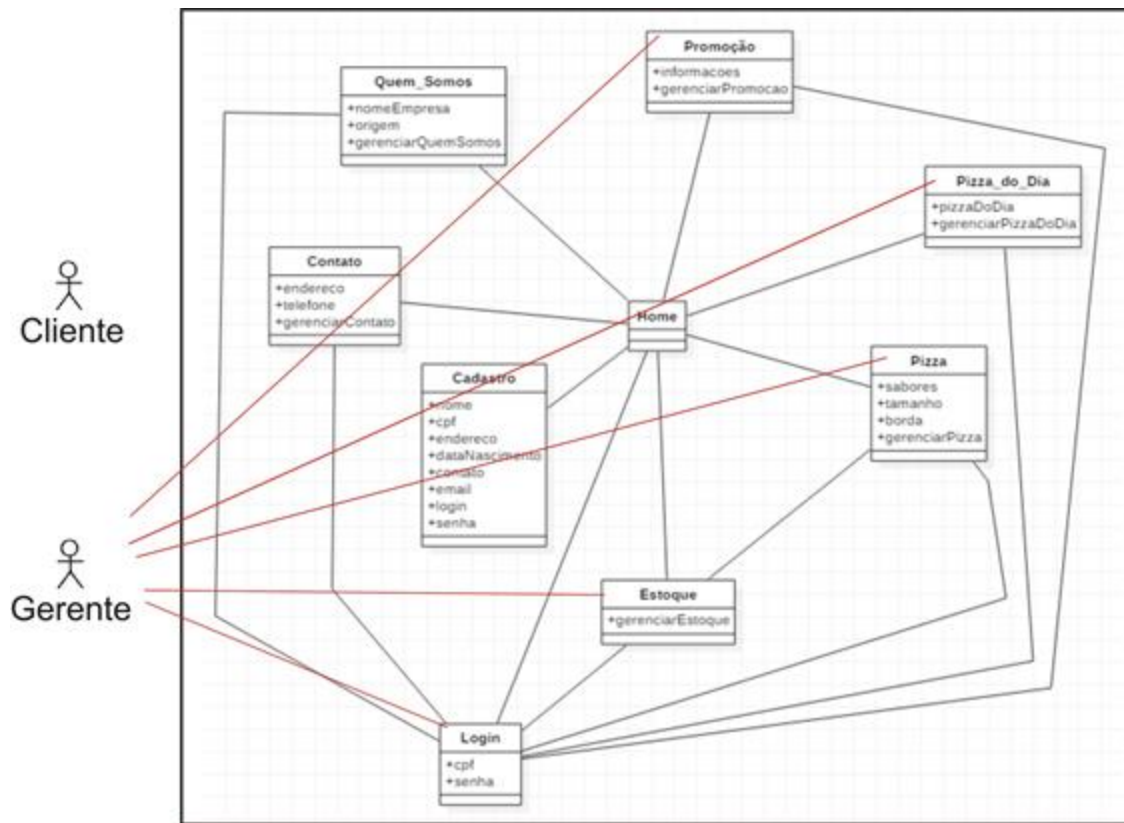 Promoção
+informacoes
+gerenciarPromocao
Quem_Somos
+nomeEmpresa
+origem
+gerenciarQuemSomos
Pizza_do_Dia
+pizzaDoDia
+gerenciarPizzaDoDia
Contato
+endereco
+telefone
+gerenciarContato
Cliente
Home
Pizza
+sabores
+tamanho
+borda
+gerenciarPizza
Cadastro
+nome
+cpf
+endereco
+dataNascimento
+contato
+email
+login
+senha
Gerente
Estoque
+gerenciarEstoque
Login
+cpf
+senha